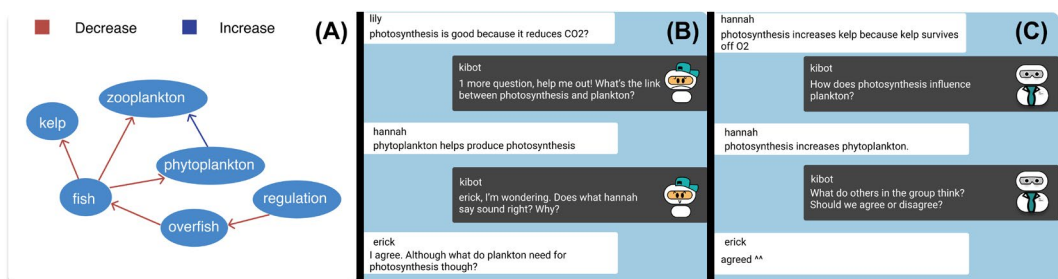 Decrease
Increase
(A)
zooplankton
kelp
phytoplankton
fish
regulation
overfish
(B)
lily
photosynthesis is good because it reduces CO2?
kibot
1 more question, help me out! What's the link
between photosynthesis and plankton?
hannah
phytoplankton helps produce photosynthesis
kibot
erick, I'm wondering. Does what hannah
say sound right? Why?
erick
I agree. Although what do plankton need for
photosynthesis though?
(C)
hannah
photosynthesis increases kelp because kelp survives
off O2
kibot
How does photosynthesis influence
plankton?
hannah
photosynthesis increases phytoplankton.
kibot
What do others in the group think?
Should we agree or disagree?
erick
agreed ^^